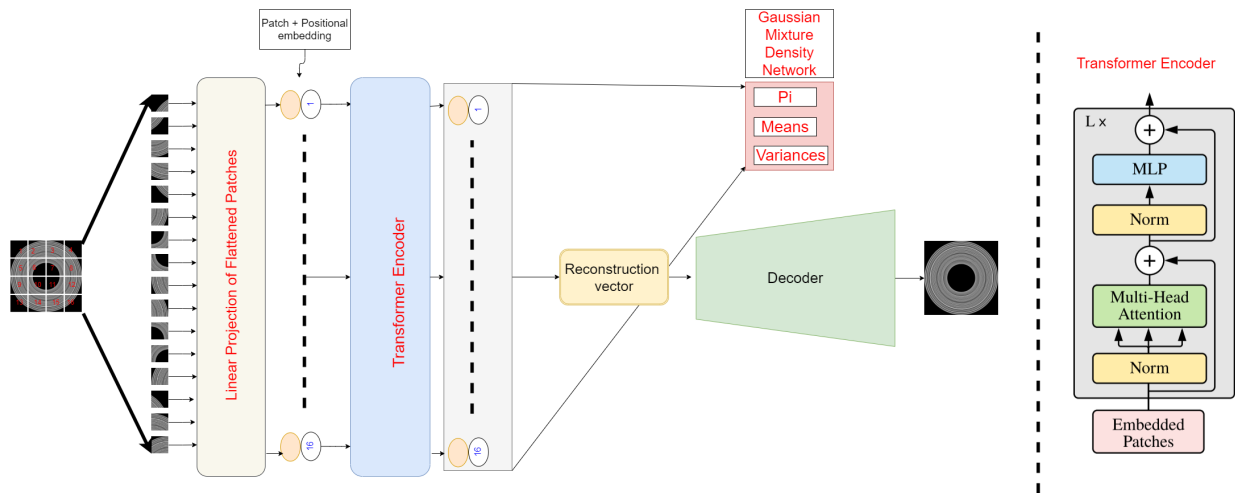 Patch + Positional
embedding
Gaussian
Mixture
Density
Network
Pi
Means
Variances
Linear Projection of Flattened Patches
1
16
Transformer Encoder
1
16
Reconstruction
vector
Decoder
Transformer Encoder
L ×
+
MLP
Norm
+
Multi-Head
Attention
Norm
Embedded
Patches